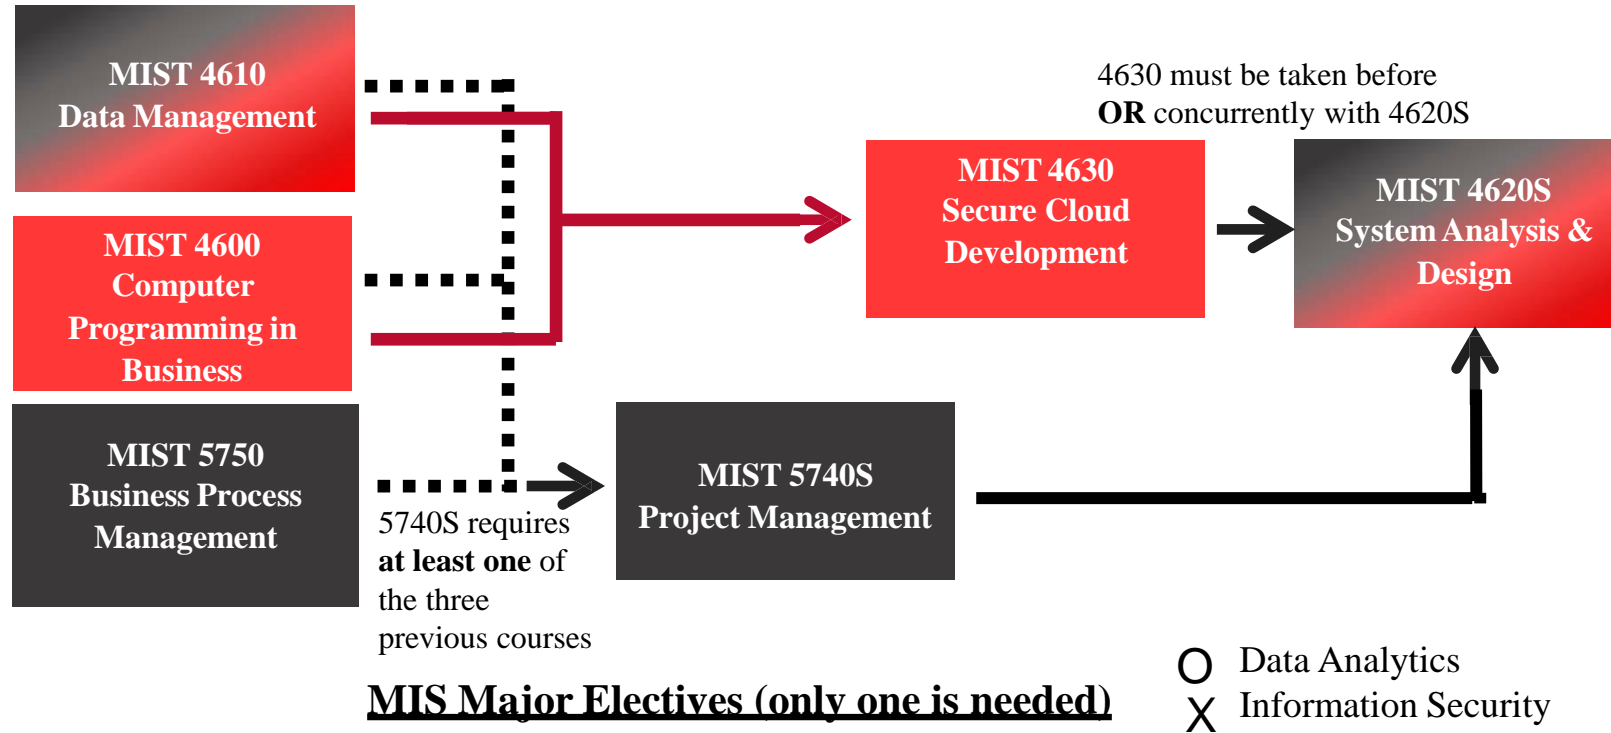 MIST 4610
Data Management
MIST 4600
Computer
Programming in
Business
MIST 5750
Business Process
Management
5740S requires
at least one of
the three
previous courses
MIST 5740S
Project Management
MIST 4630
Secure Cloud
Development
4630 must be taken before
OR concurrently with 4620S
MIST 4620S
System Analysis &
Design
MIS Major Electives (only one is needed)
O Data Analytics
X Information Security